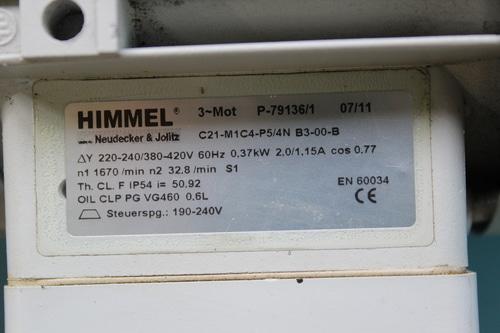 HIMMEL® 3~Mot P-79136/1 07/11
Neudecker & Jolitz C21-M1C4-P5/4N B3-00-B
ΔY 220-240/380-420V 60Hz 0,37kW 2,0/1,15A cos 0.77
n1 1670 /min n2 32,8 /min S1
Th. CL. F IP54 i= 50,92 EN 60034
OIL CLP PG VG460 0.6L CE
Steuerspg.: 190-240V